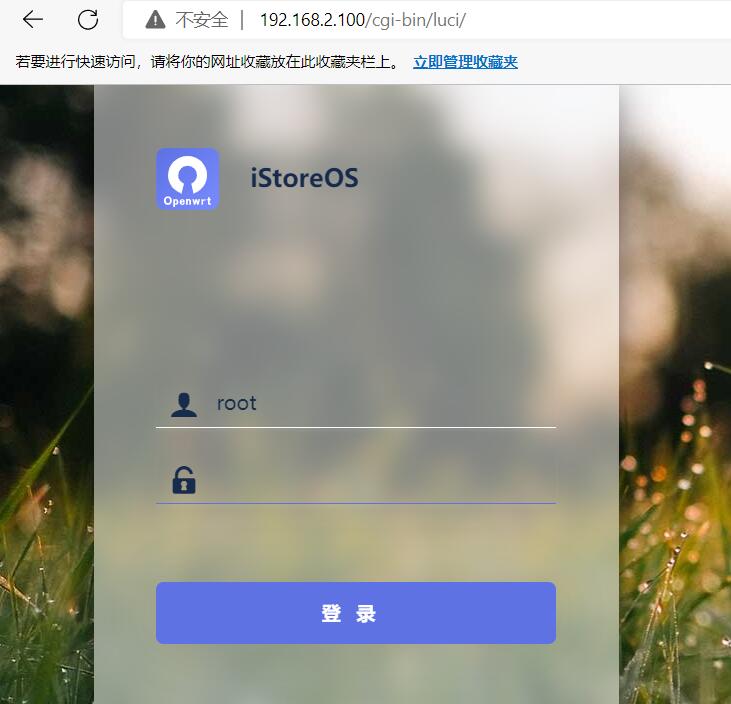 不安全 | 192.168.2.100/cgi-bin/luci/
若要进行快速访问，请将你的网址收藏放在此收藏夹栏上。 立即管理收藏夹
iStoreOS
Openwrt
root
登 录